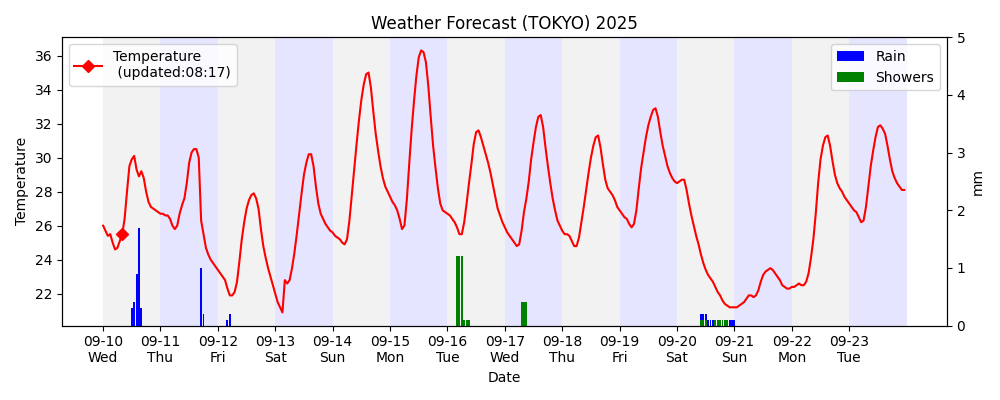 Weather Forecast (TOKYO) 2025
Temperature
(updated:08:17)
Rain
Showers
Temperature
36
34
32
30
28
26
24
22
5
4
3
2
1
0
mm
09-10 09-11 09-12 09-13 09-14 09-15 09-16 09-17 09-18 09-19 09-20 09-21 09-22 09-23
Wed Thu Fri Sat Sun Mon Tue Wed Thu Fri Sat Sun Mon Tue
Date